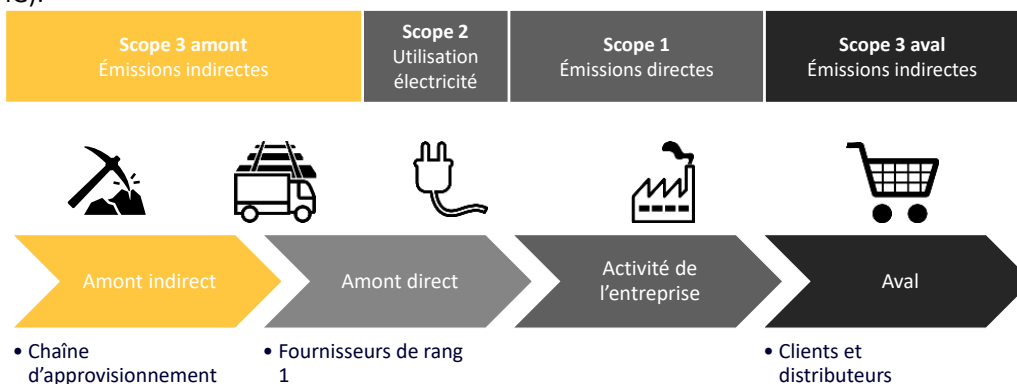 Scope 3 amont
Émissions indirectes
Scope 2
Utilisation
électricité
Scope 1
Émissions directes
Scope 3 aval
Émissions indirectes
Amont indirect
Amont direct
Activité de
l'entreprise
Aval
• Chaîne
d'approvisionnement
• Fournisseurs de rang
1
• Clients et
distributeurs